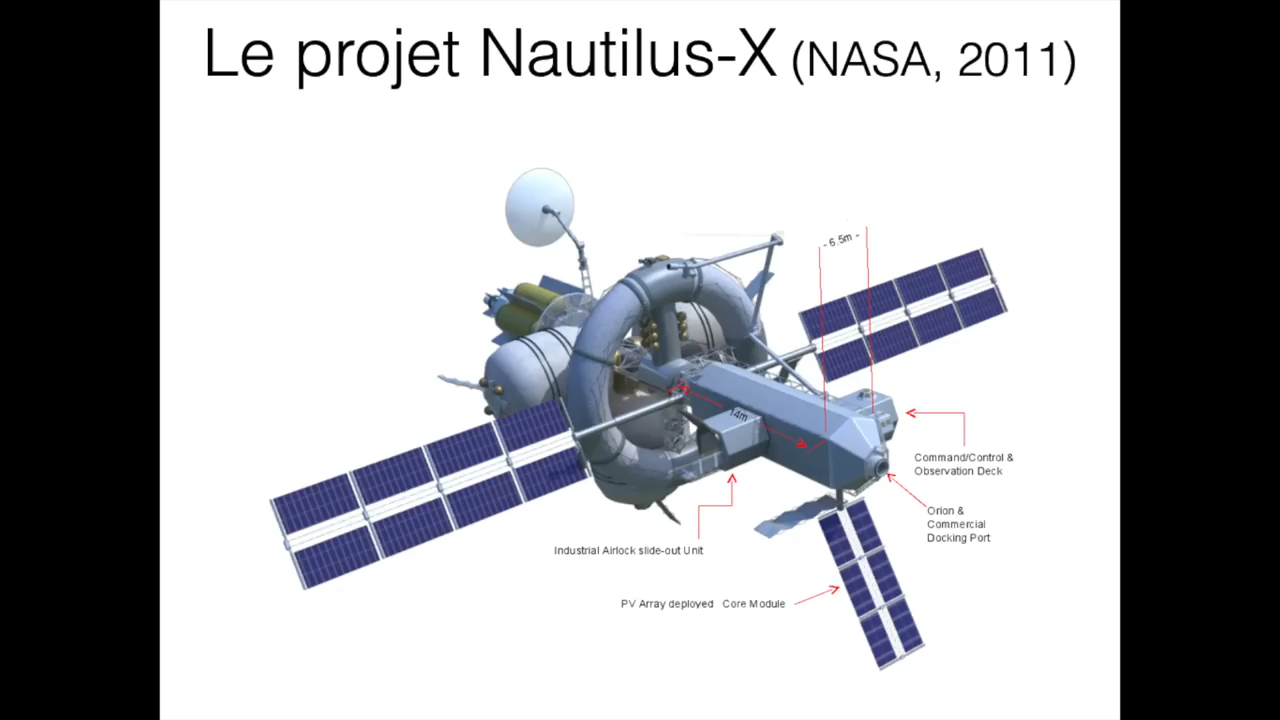 Le projet Nautilus-X (NASA, 2011)
- 6.5m -
14m
Command/Control &
Observation Deck
Orion &
Commercial
Docking Port
Industrial Airlock slide-out Unit
PV Array deployed Core Module